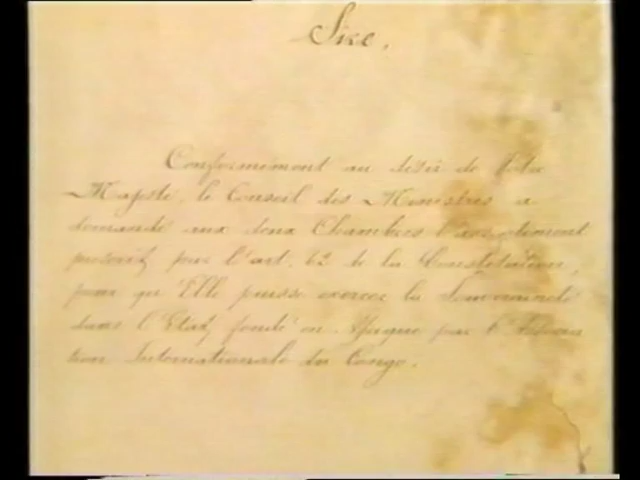 Sire,
Conformément au désir de Votre
Majesté, le Conseil des Ministres a
demandé aux deux Chambres l'assentiment
prescrit par l'art. 62 de la Constitution,
pour qu'Elle puisse exercer la Souveraineté
dans l'Etat fondé en Afrique par l'Associa
tion Internationale du Congo.